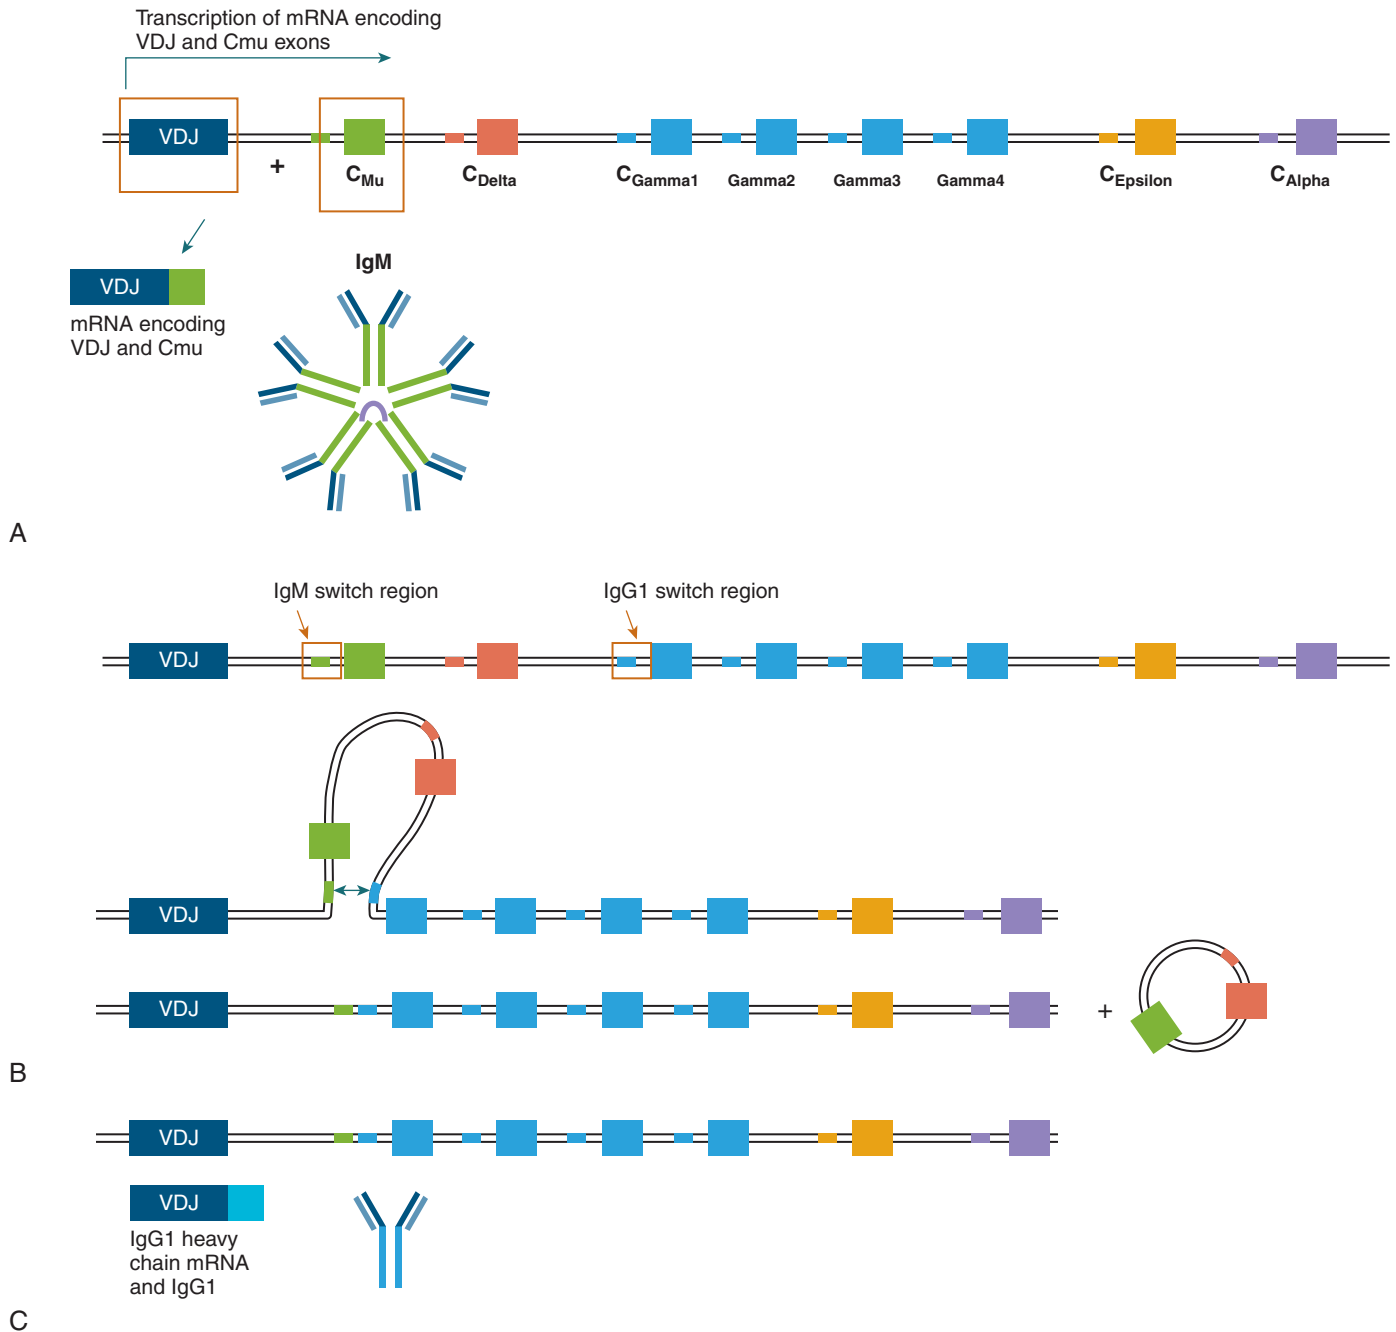 Transcription of mRNA encoding
VDJ and Cmu exons
VDJ
+
CMu
CDelta
CGamma1
Gamma2
Gamma3
Gamma4
CEpsilon
CAlpha
VDJ
mRNA encoding
VDJ and Cmu
IgM
A
IgM switch region
IgG1 switch region
VDJ
VDJ
VDJ
+
B
VDJ
VDJ
IgG1 heavy
chain mRNA
and IgG1
C